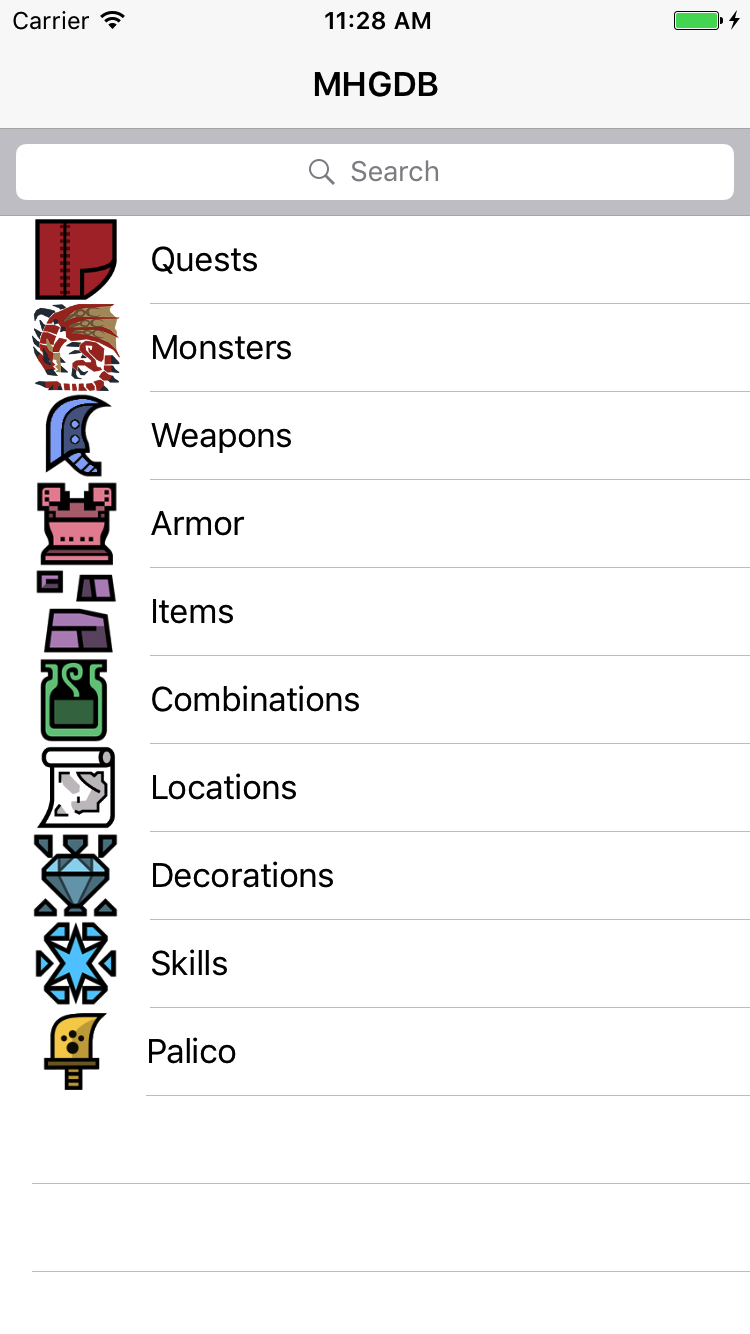 Carrier 11:28 AM
MHGDB
Search
Quests
Monsters
Weapons
Armor
Items
Combinations
Locations
Decorations
Skills
Palico